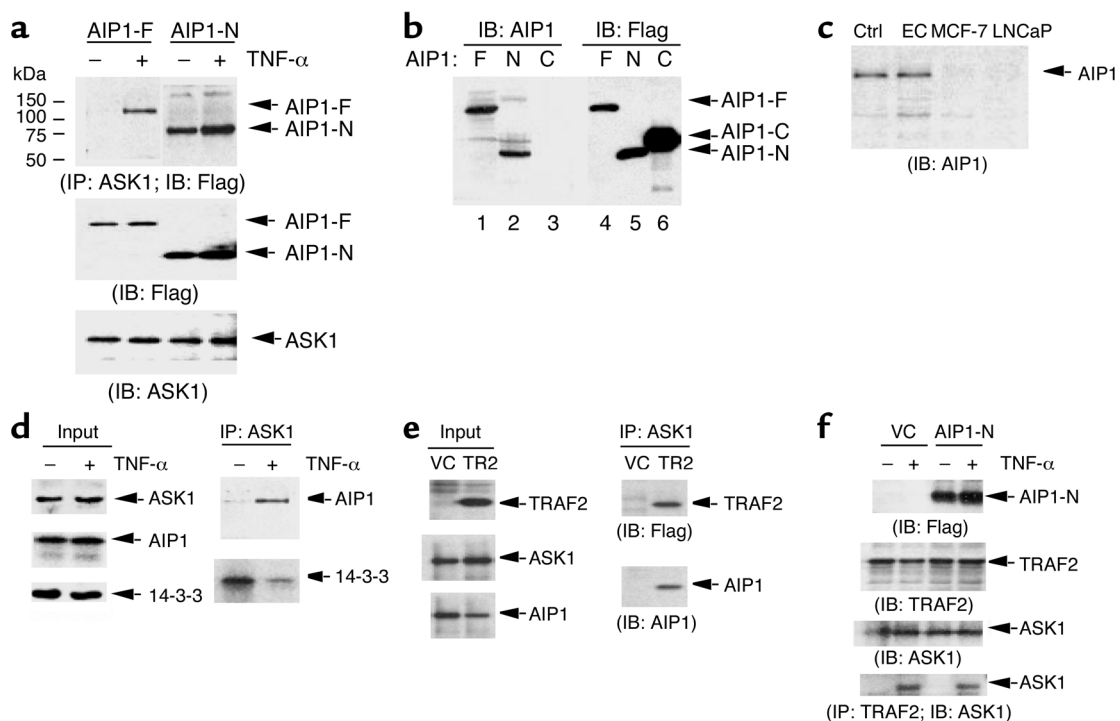 a
AIP1-F AIP1-N
– + – + TNF-α
kDa
150
100
75
50
AIP1-F
AIP1-N
(IP: ASK1; IB: Flag)
AIP1-F
AIP1-N
(IB: Flag)
ASK1
(IB: ASK1)
b
IB: AIP1 IB: Flag
AIP1: F N C F N C
AIP1-F
AIP1-C
AIP1-N
1 2 3 4 5 6
c
Ctrl EC MCF-7 LNCaP
AIP1
(IB: AIP1)
d
Input IP: ASK1
– + TNF-α – +
TNF-α
ASK1
AIP1
14-3-3
AIP1
14-3-3
e
Input IP: ASK1
VC TR2 VC TR2
TRAF2
ASK1
AIP1
TRAF2
(IB: Flag)
AIP1
(IB: AIP1)
f
VC AIP1-N
– + – + TNF-α
AIP1-N
(IB: Flag)
TRAF2
(IB: TRAF2)
ASK1
(IB: ASK1)
ASK1
(IP: TRAF2; IB: ASK1)